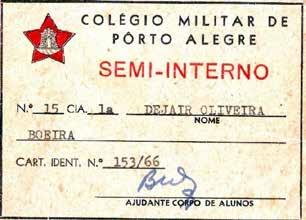 COLÉGIO MILITAR DE
PÔRTO ALEGRE
SEMI-INTERNO
N.º 15 CIA. 1a DEJAIR OLIVEIRA
NOME
BOEIRA
CART. IDENT. N.º 153/66
AJUDANTE CORPO DE ALUNOS